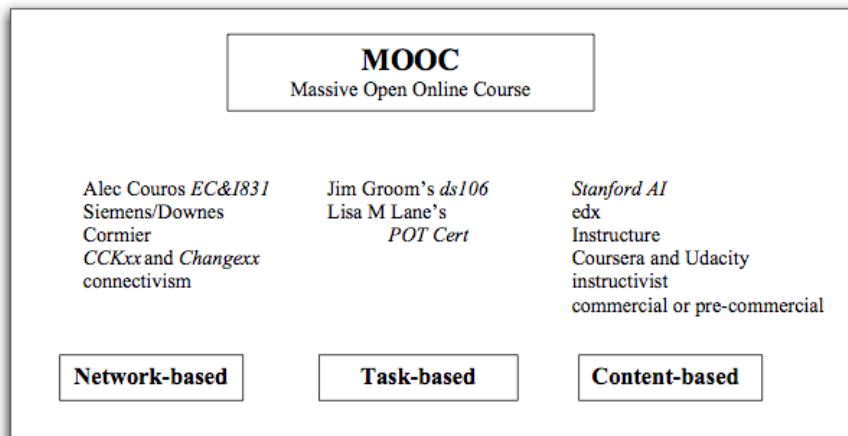 MOOC
Massive Open Online Course
Alec Couros EC&I831
Siemens/Downes
Cormier
CCKxx and Changexx
connectivism
Jim Groom's ds106
Lisa M Lane's
POT Cert
Stanford AI
edx
Instructure
Coursera and Udacity
instructivist
commercial or pre-commercial
Network-based
Task-based
Content-based